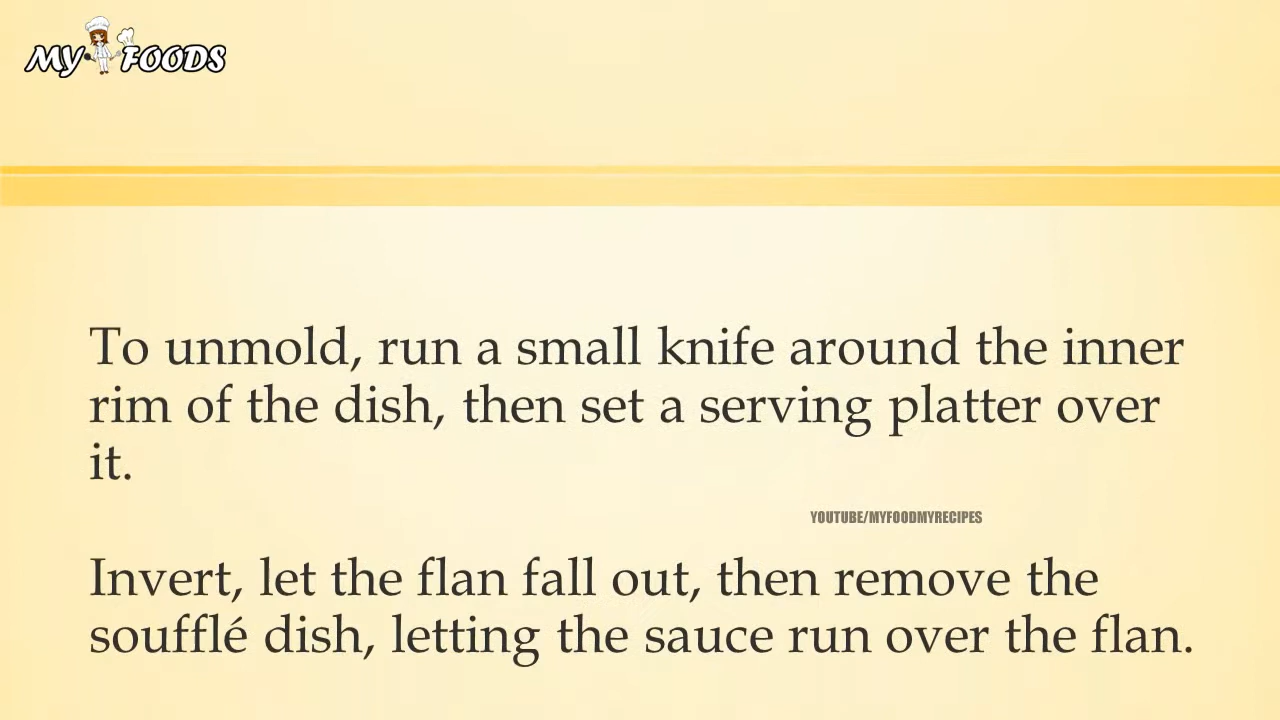 MY FOODS
To unmold, run a small knife around the inner
rim of the dish, then set a serving platter over
it.
YOUTUBE/MYFOODMYRECIPES
Invert, let the flan fall out, then remove the
soufflé dish, letting the sauce run over the flan.